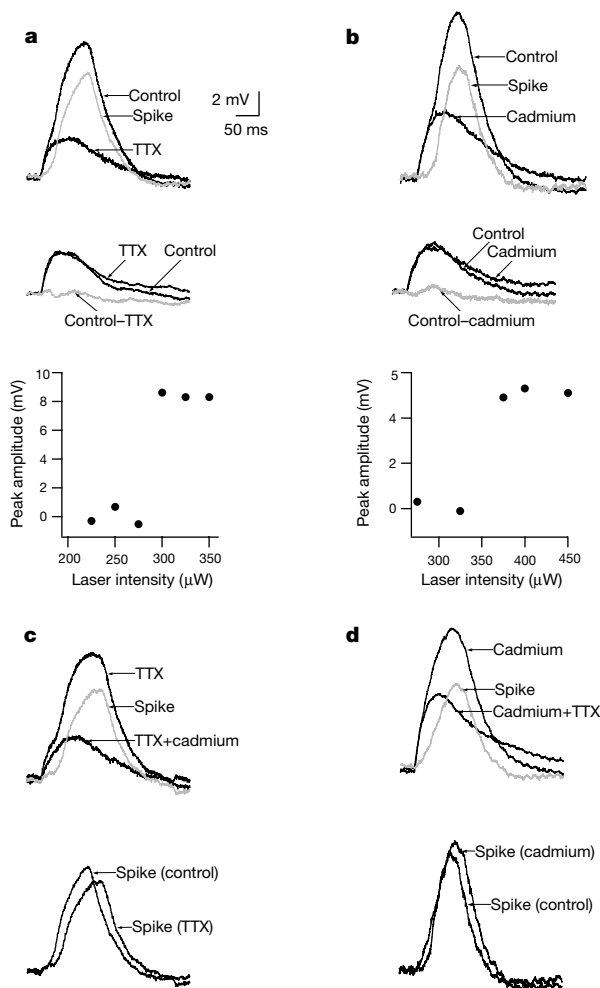 a
Control
Spike
TTX
2 mV
50 ms
b
Control
Spike
Cadmium
TTX Control
Control–TTX
Control
Cadmium
Control–cadmium
10
8
6
4
2
0
Peak amplitude (mV)
200 250 300 350
Laser intensity (μW)
5
4
2
0
Peak amplitude (mV)
300 350 400 450
Laser intensity (μW)
c
TTX
Spike
TTX+cadmium
d
Cadmium
Spike
Cadmium+TTX
Spike (control)
Spike (TTX)
Spike (cadmium)
Spike (control)